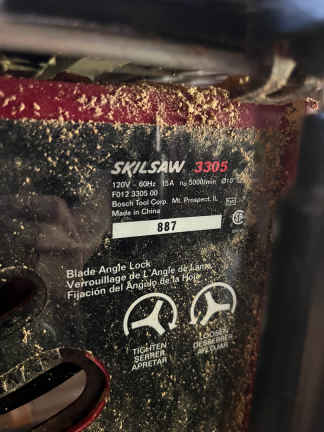 SKILSAW 3305
120V ~ 60Hz 15A n₀ 5000/min Ø10"
F012 3305 00
Bosch Tool Corp. Mt. Prospect, IL
Made in China
887
Blade Angle Lock
Verrouillage de L'Angle de Lame
Fijación del Ángulo de la Hoja
TIGHTEN
SERRER
APRETAR
LOOSEN
DESSERRER
AFLOJAR